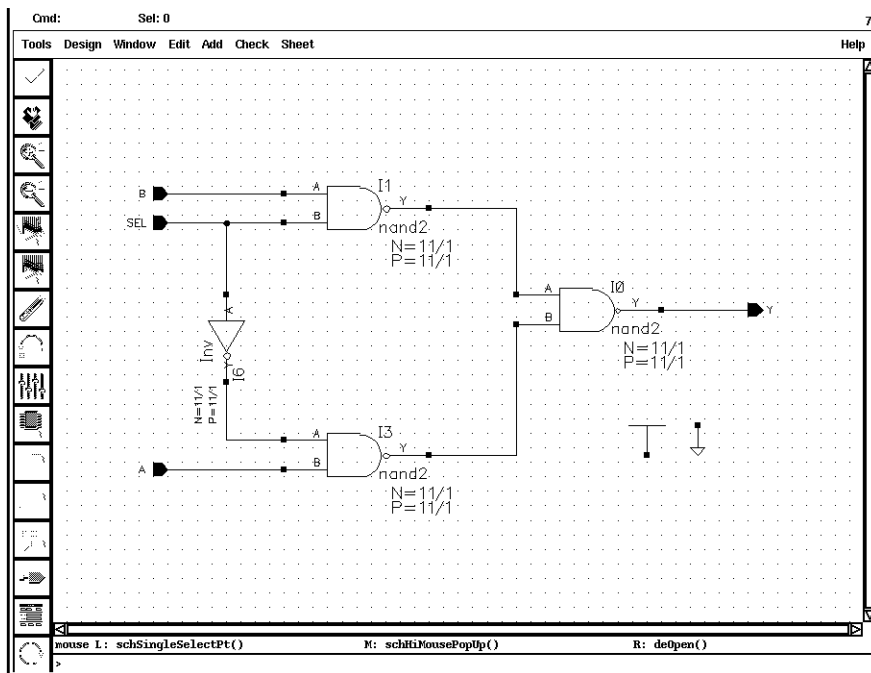 Cmd: Sel: 0 7
Tools Design Window Edit Add Check Sheet Help
I1
B A Y
SEL B
nand2
N=11/1
P=11/1
I0
A Y Y
B
nand2
N=11/1
P=11/1
A
Inv
Y
I6
N=11/1
P=11/1
I3
A Y
A B
nand2
N=11/1
P=11/1
mouse L: schSingleSelectPt() M: schHiMousePopUp() R: deOpen()
>